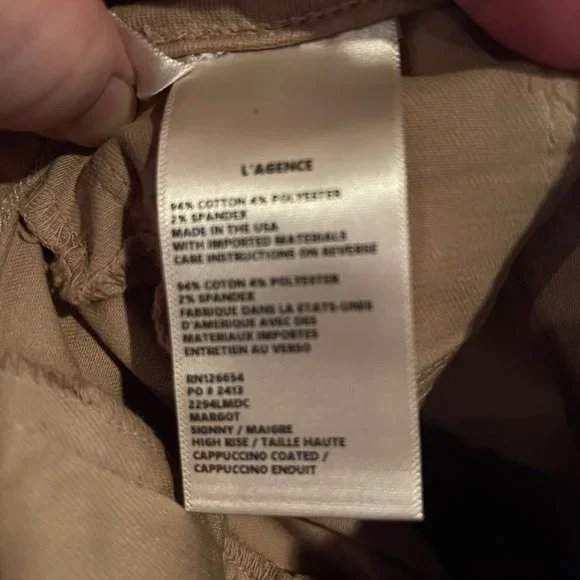 L'AGENCE
94% COTTON 4% POLYESTER
2% SPANDEX
MADE IN THE USA
WITH IMPORTED MATERIALS
CARE INSTRUCTIONS ON REVERSE
94% COTTON 4% POLYESTER
2% SPANDEX
FABRIQUE DANS LA ETATS-UNIS
D'AMERIQUE AVEC DES
MATERIAUX IMPORTES
ENTRETIEN AU VERSO
RN126654
PO # 2413
2294LMDC
MARGOT
SKINNY / MAIGRE
HIGH RISE / TAILLE HAUTE
CAPPUCCINO COATED /
CAPPUCCINO ENDUIT